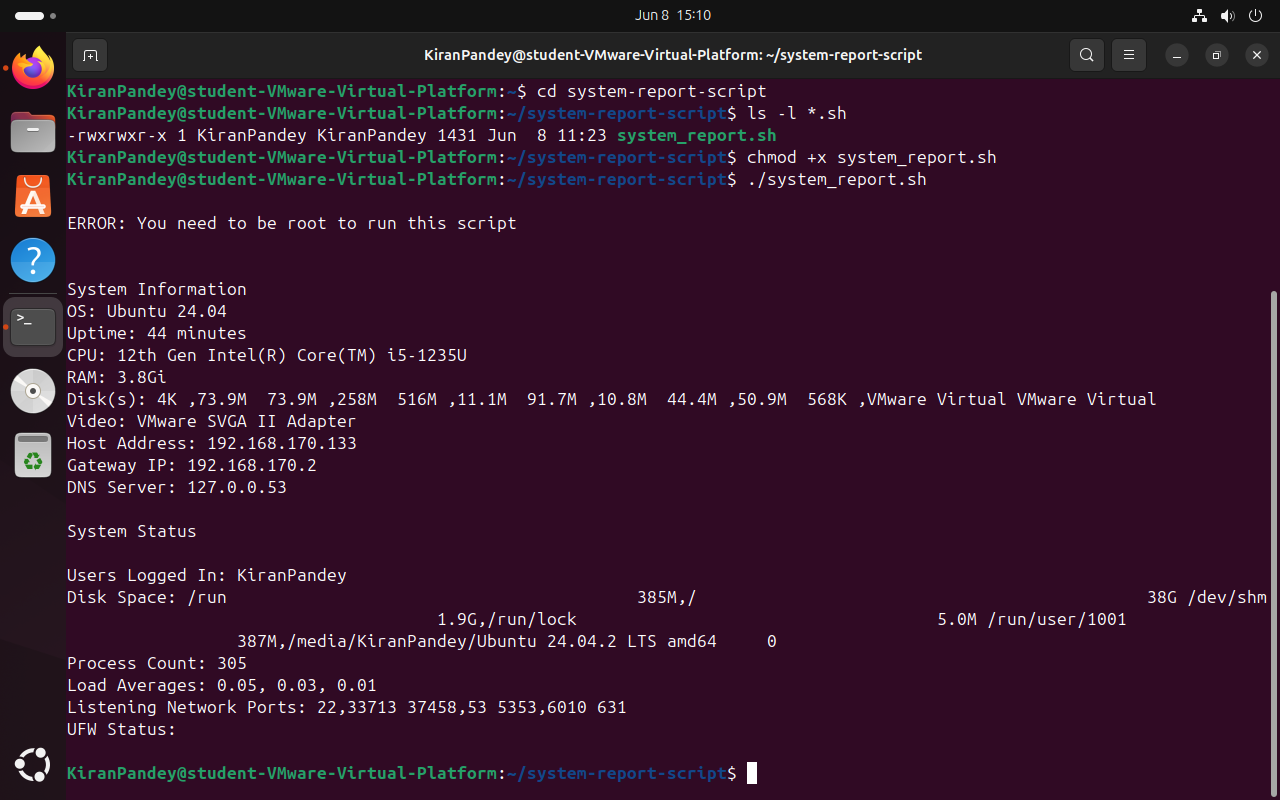 Jun 8 15:10
KiranPandey@student-VMware-Virtual-Platform: ~/system-report-script
KiranPandey@student-VMware-Virtual-Platform:~$ cd system-report-script
KiranPandey@student-VMware-Virtual-Platform:~/system-report-script$ ls -l *.sh
-rwxrwxr-x 1 KiranPandey KiranPandey 1431 Jun  8 11:23 system_report.sh
KiranPandey@student-VMware-Virtual-Platform:~/system-report-script$ chmod +x system_report.sh
KiranPandey@student-VMware-Virtual-Platform:~/system-report-script$ ./system_report.sh
ERROR: You need to be root to run this script
System Information
OS: Ubuntu 24.04
Uptime: 44 minutes
CPU: 12th Gen Intel(R) Core(TM) i5-1235U
RAM: 3.8Gi
Disk(s): 4K ,73.9M  73.9M ,258M  516M ,11.1M  91.7M ,10.8M  44.4M ,50.9M  568K ,VMware Virtual VMware Virtual
Video: VMware SVGA II Adapter
Host Address: 192.168.170.133
Gateway IP: 192.168.170.2
DNS Server: 127.0.0.53
System Status
Users Logged In: KiranPandey
Disk Space: /run                                         385M,/                                             38G /dev/shm
                                     1.9G,/run/lock                                    5.0M /run/user/1001
                 387M,/media/KiranPandey/Ubuntu 24.04.2 LTS amd64     0
Process Count: 305
Load Averages: 0.05, 0.03, 0.01
Listening Network Ports: 22,33713 37458,53 5353,6010 631
UFW Status:
KiranPandey@student-VMware-Virtual-Platform:~/system-report-script$